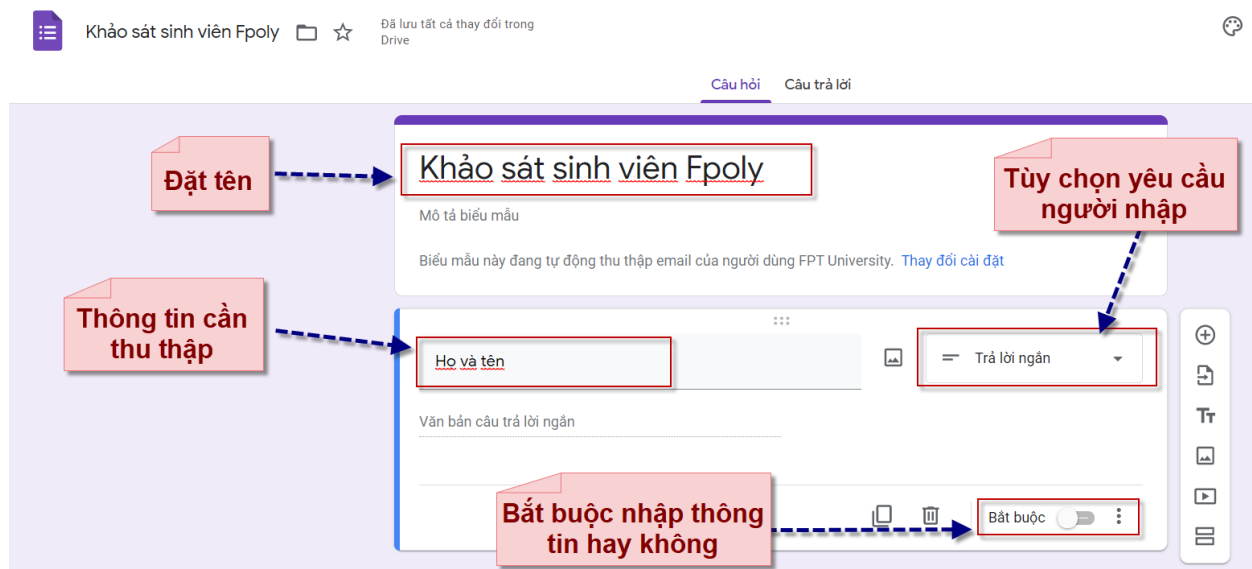 Khảo sát sinh viên Fpoly
Đã lưu tất cả thay đổi trong
Drive
Câu hỏi Câu trả lời
Đặt tên
Khảo sát sinh viên Fpoly
Tùy chọn yêu cầu
người nhập
Mô tả biểu mẫu
Biểu mẫu này đang tự động thu thập email của người dùng FPT University. Thay đổi cài đặt
Thông tin cần
thu thập
Họ và tên
Trả lời ngắn
Văn bản câu trả lời ngắn
Tт
Bắt buộc nhập thông
tin hay không
Bắt buộc